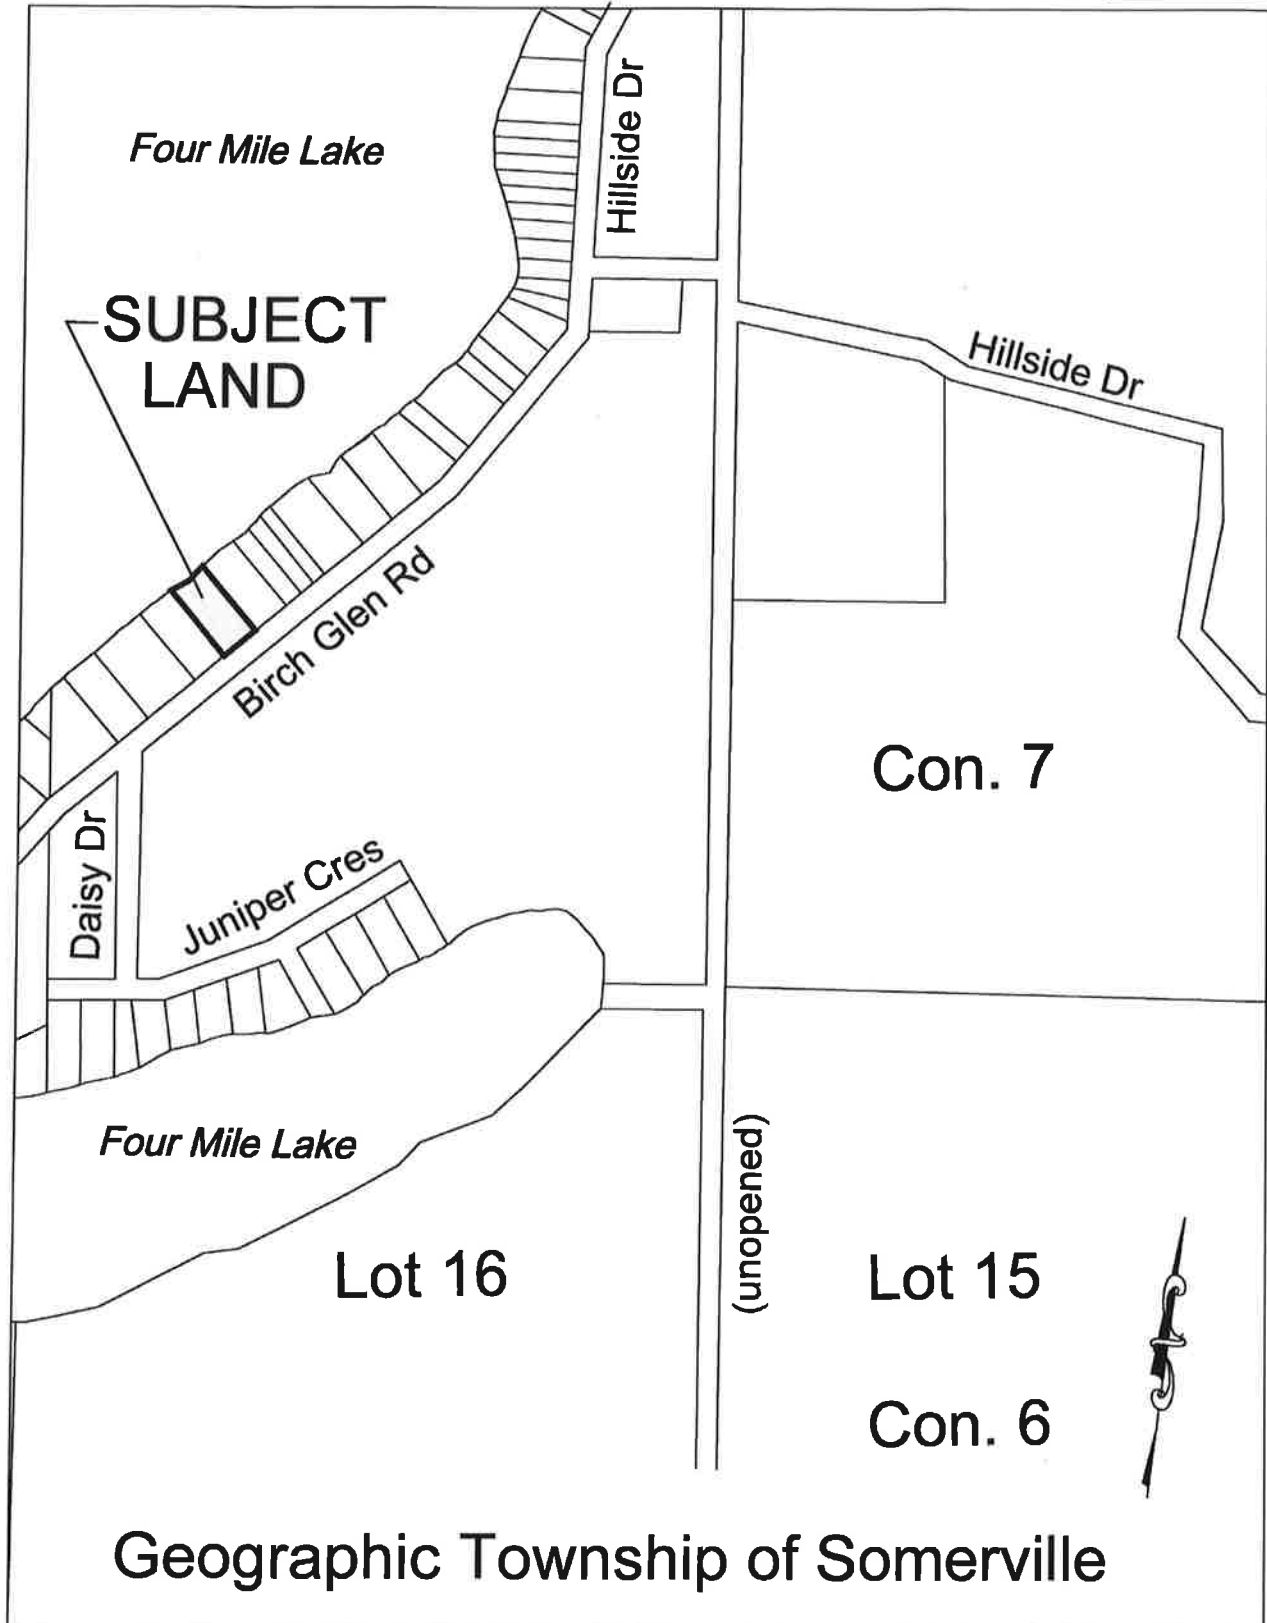 Four Mile Lake
Hillside Dr
SUBJECT
LAND
Hillside Dr
Birch Glen Rd
Con. 7
Daisy Dr
Juniper Cres
Four Mile Lake
(unopened)
Lot 16
Lot 15
Con. 6
Geographic Township of Somerville